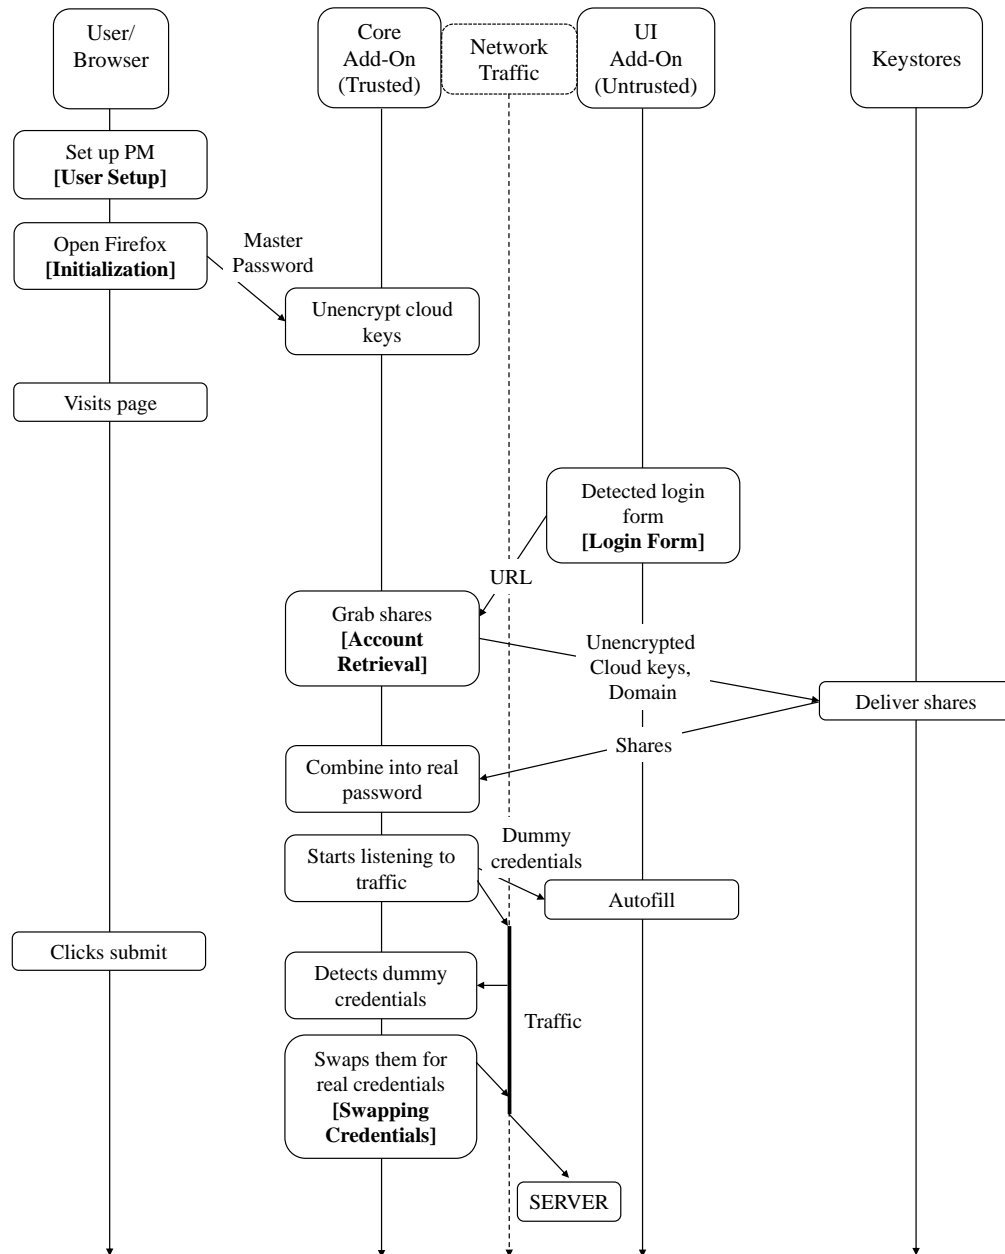 User/
Browser
Core
Add-On
(Trusted)
Network
Traffic
UI
Add-On
(Untrusted)
Keystores
Set up PM
[User Setup]
Open Firefox
[Initialization]
Master
Password
Unencrypt cloud
keys
Visits page
Detected login
form
[Login Form]
URL
Grab shares
[Account
Retrieval]
Unencrypted
Cloud keys,
Domain
Deliver shares
Shares
Combine into real
password
Dummy
credentials
Starts listening to
traffic
Autofill
Clicks submit
Detects dummy
credentials
Traffic
Swaps them for
real credentials
[Swapping
Credentials]
SERVER